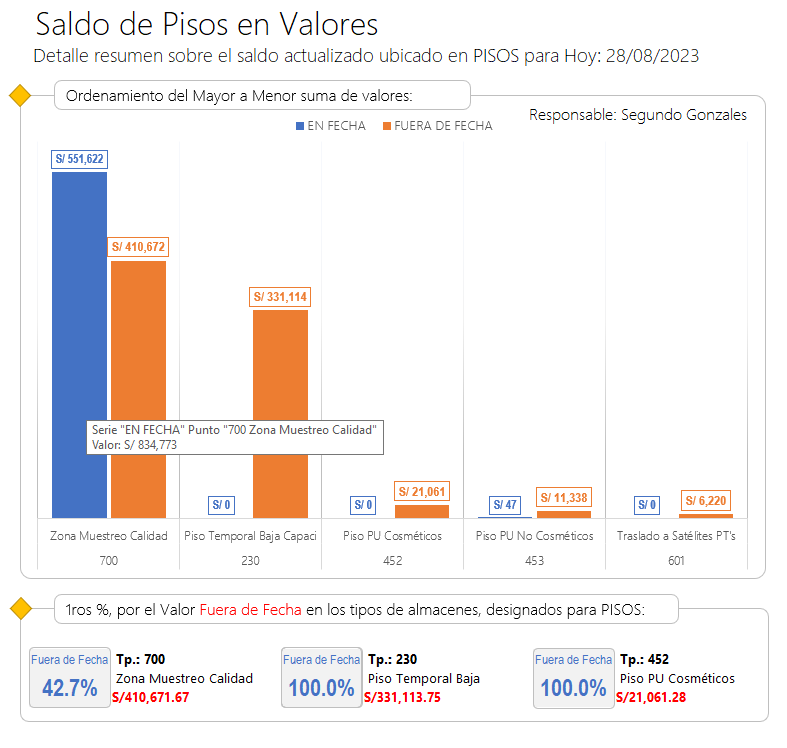 Saldo de Pisos en Valores
Detalle resumen sobre el saldo actualizado ubicado en PISOS para Hoy: 28/08/2023
Ordenamiento del Mayor a Menor suma de valores:
Responsable: Segundo Gonzales
EN FECHA FUERA DE FECHA
S/ 551,622
S/ 410,672
S/ 331,114
Serie "EN FECHA" Punto "700 Zona Muestreo Calidad"
Valor: S/ 834,773
S/ 0 S/ 0 S/ 21,061 S/ 47 S/ 11,338 S/ 0 S/ 6,220
Zona Muestreo Calidad Piso Temporal Baja Capaci Piso PU Cosméticos Piso PU No Cosméticos Traslado a Satélites PT's
700 230 452 453 601
1ros %, por el Valor Fuera de Fecha en los tipos de almacenes, designados para PISOS:
Fuera de Fecha Tp.: 700 Fuera de Fecha Tp.: 230 Fuera de Fecha Tp.: 452
42.7% Zona Muestreo Calidad 100.0% Piso Temporal Baja 100.0% Piso PU Cosméticos
S/410,671.67 S/331,113.75 S/21,061.28